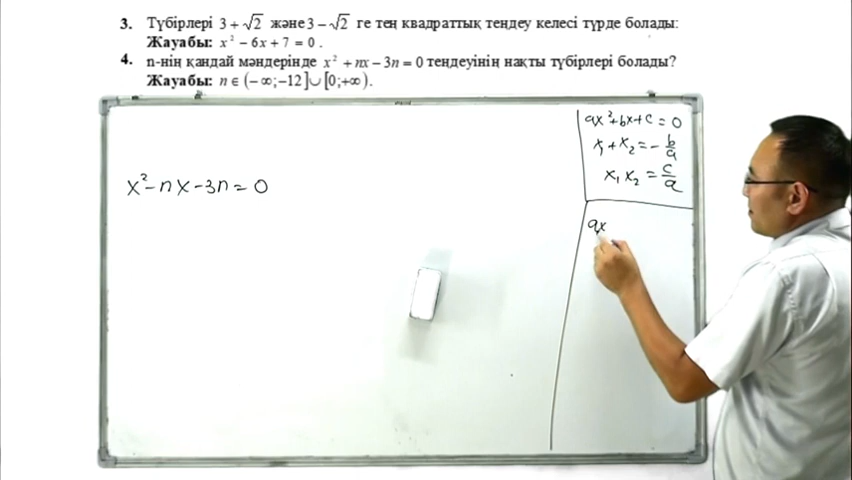 3. Түбірлері 3 + √2 және 3 − √2 ге тең квадраттық теңдеу келесі түрде болады:
Жауабы: x² − 6x + 7 = 0 .
4. n-нің қандай мәндерінде x² + nx − 3n = 0 теңдеуінің нақты түбірлері болады?
Жауабы: n ∈ (− ∞;−12]∪[0;+∞).
ax²+bx+c=0
x₁+x₂=−b/a
x₁x₂=c/a
x²−nx−3n=0
ax